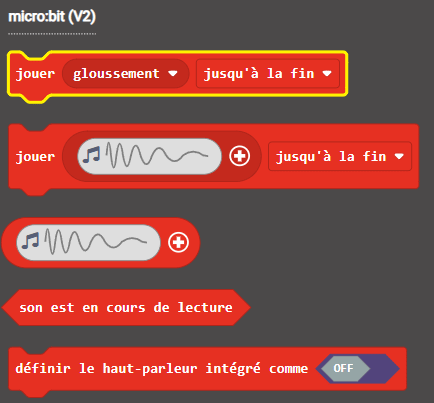 micro:bit (V2)
jouer gloussement jusqu'à la fin
jouer jusqu'à la fin
son est en cours de lecture
définir le haut-parleur intégré comme OFF